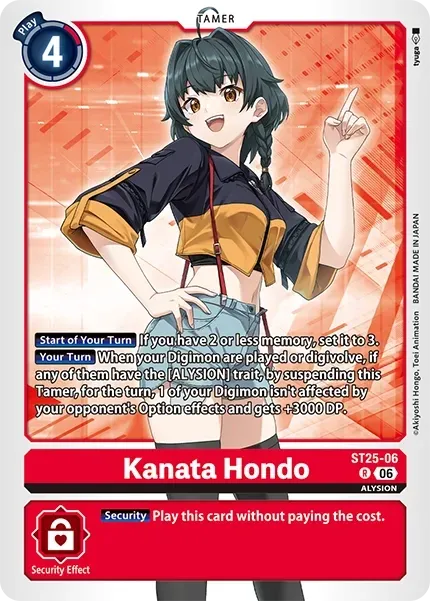 TAMER
Play
4
tyuga
©Akiyoshi Hongo, Toei Animation BANDAI MADE IN JAPAN
Start of Your Turn If you have 2 or less memory, set it to 3.
Your Turn When your Digimon are played or digivolve, if
any of them have the [ALYSION] trait, by suspending this
Tamer, for the turn, 1 of your Digimon isn't affected by
your opponent's Option effects and gets +3000 DP.
Kanata Hondo
ST25-06
R 06
ALYSION
Security Play this card without paying the cost.
Security Effect